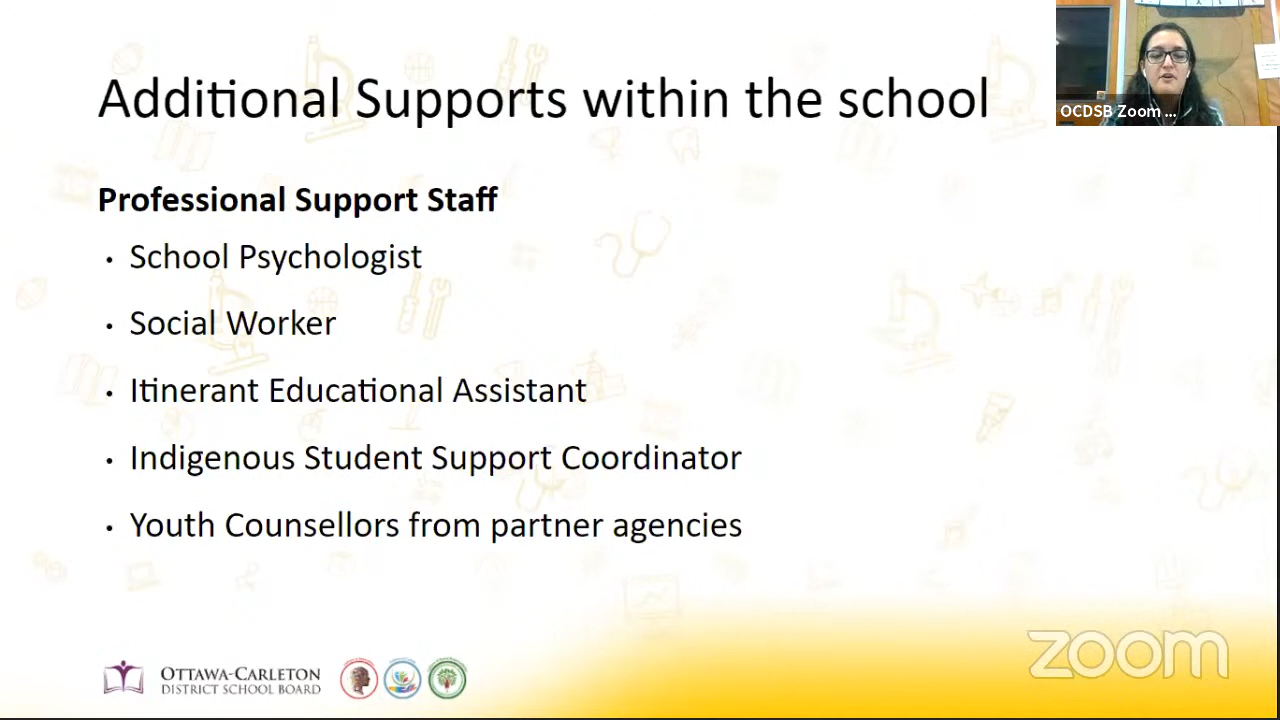 Additional Supports within the school
OCDSB Zoom ...
Professional Support Staff
• School Psychologist
• Social Worker
• Itinerant Educational Assistant
• Indigenous Student Support Coordinator
• Youth Counsellors from partner agencies
OTTAWA-CARLETON
DISTRICT SCHOOL BOARD
zoom